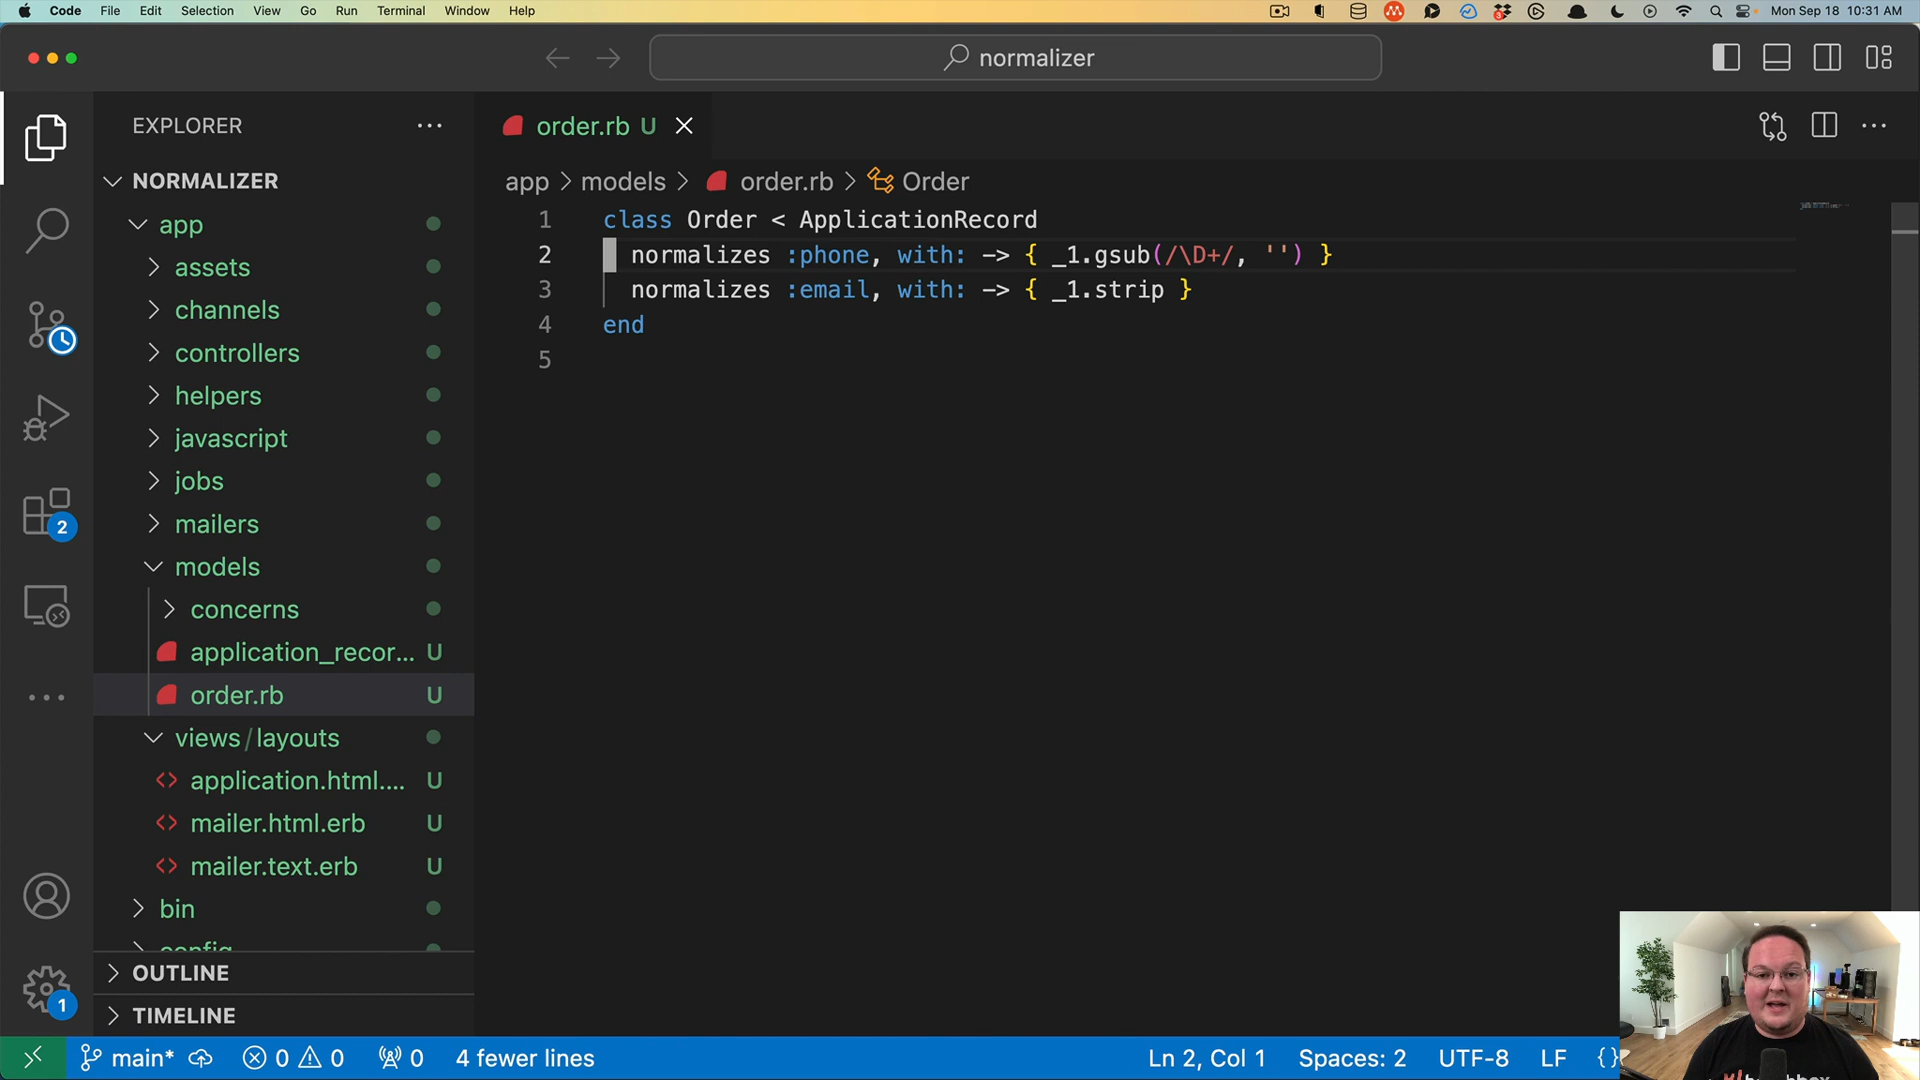 Code File Edit Selection View Go Run Terminal Window Help Mon Sep 18 10:31 AM
normalizer
EXPLORER
order.rb U
NORMALIZER
app > models > order.rb > Order
app
assets
channels
controllers
helpers
javascript
jobs
mailers
models
concerns
application_recor... U
order.rb U
views/layouts
application.html.... U
mailer.html.erb U
mailer.text.erb U
bin
config
OUTLINE
TIMELINE
2
1
1 class Order < ApplicationRecord
2 normalizes :phone, with: -> { _1.gsub(/\D+/, '') }
3 normalizes :email, with: -> { _1.strip }
4 end
5
main* 0 0 0 4 fewer lines Ln 2, Col 1 Spaces: 2 UTF-8 LF {}